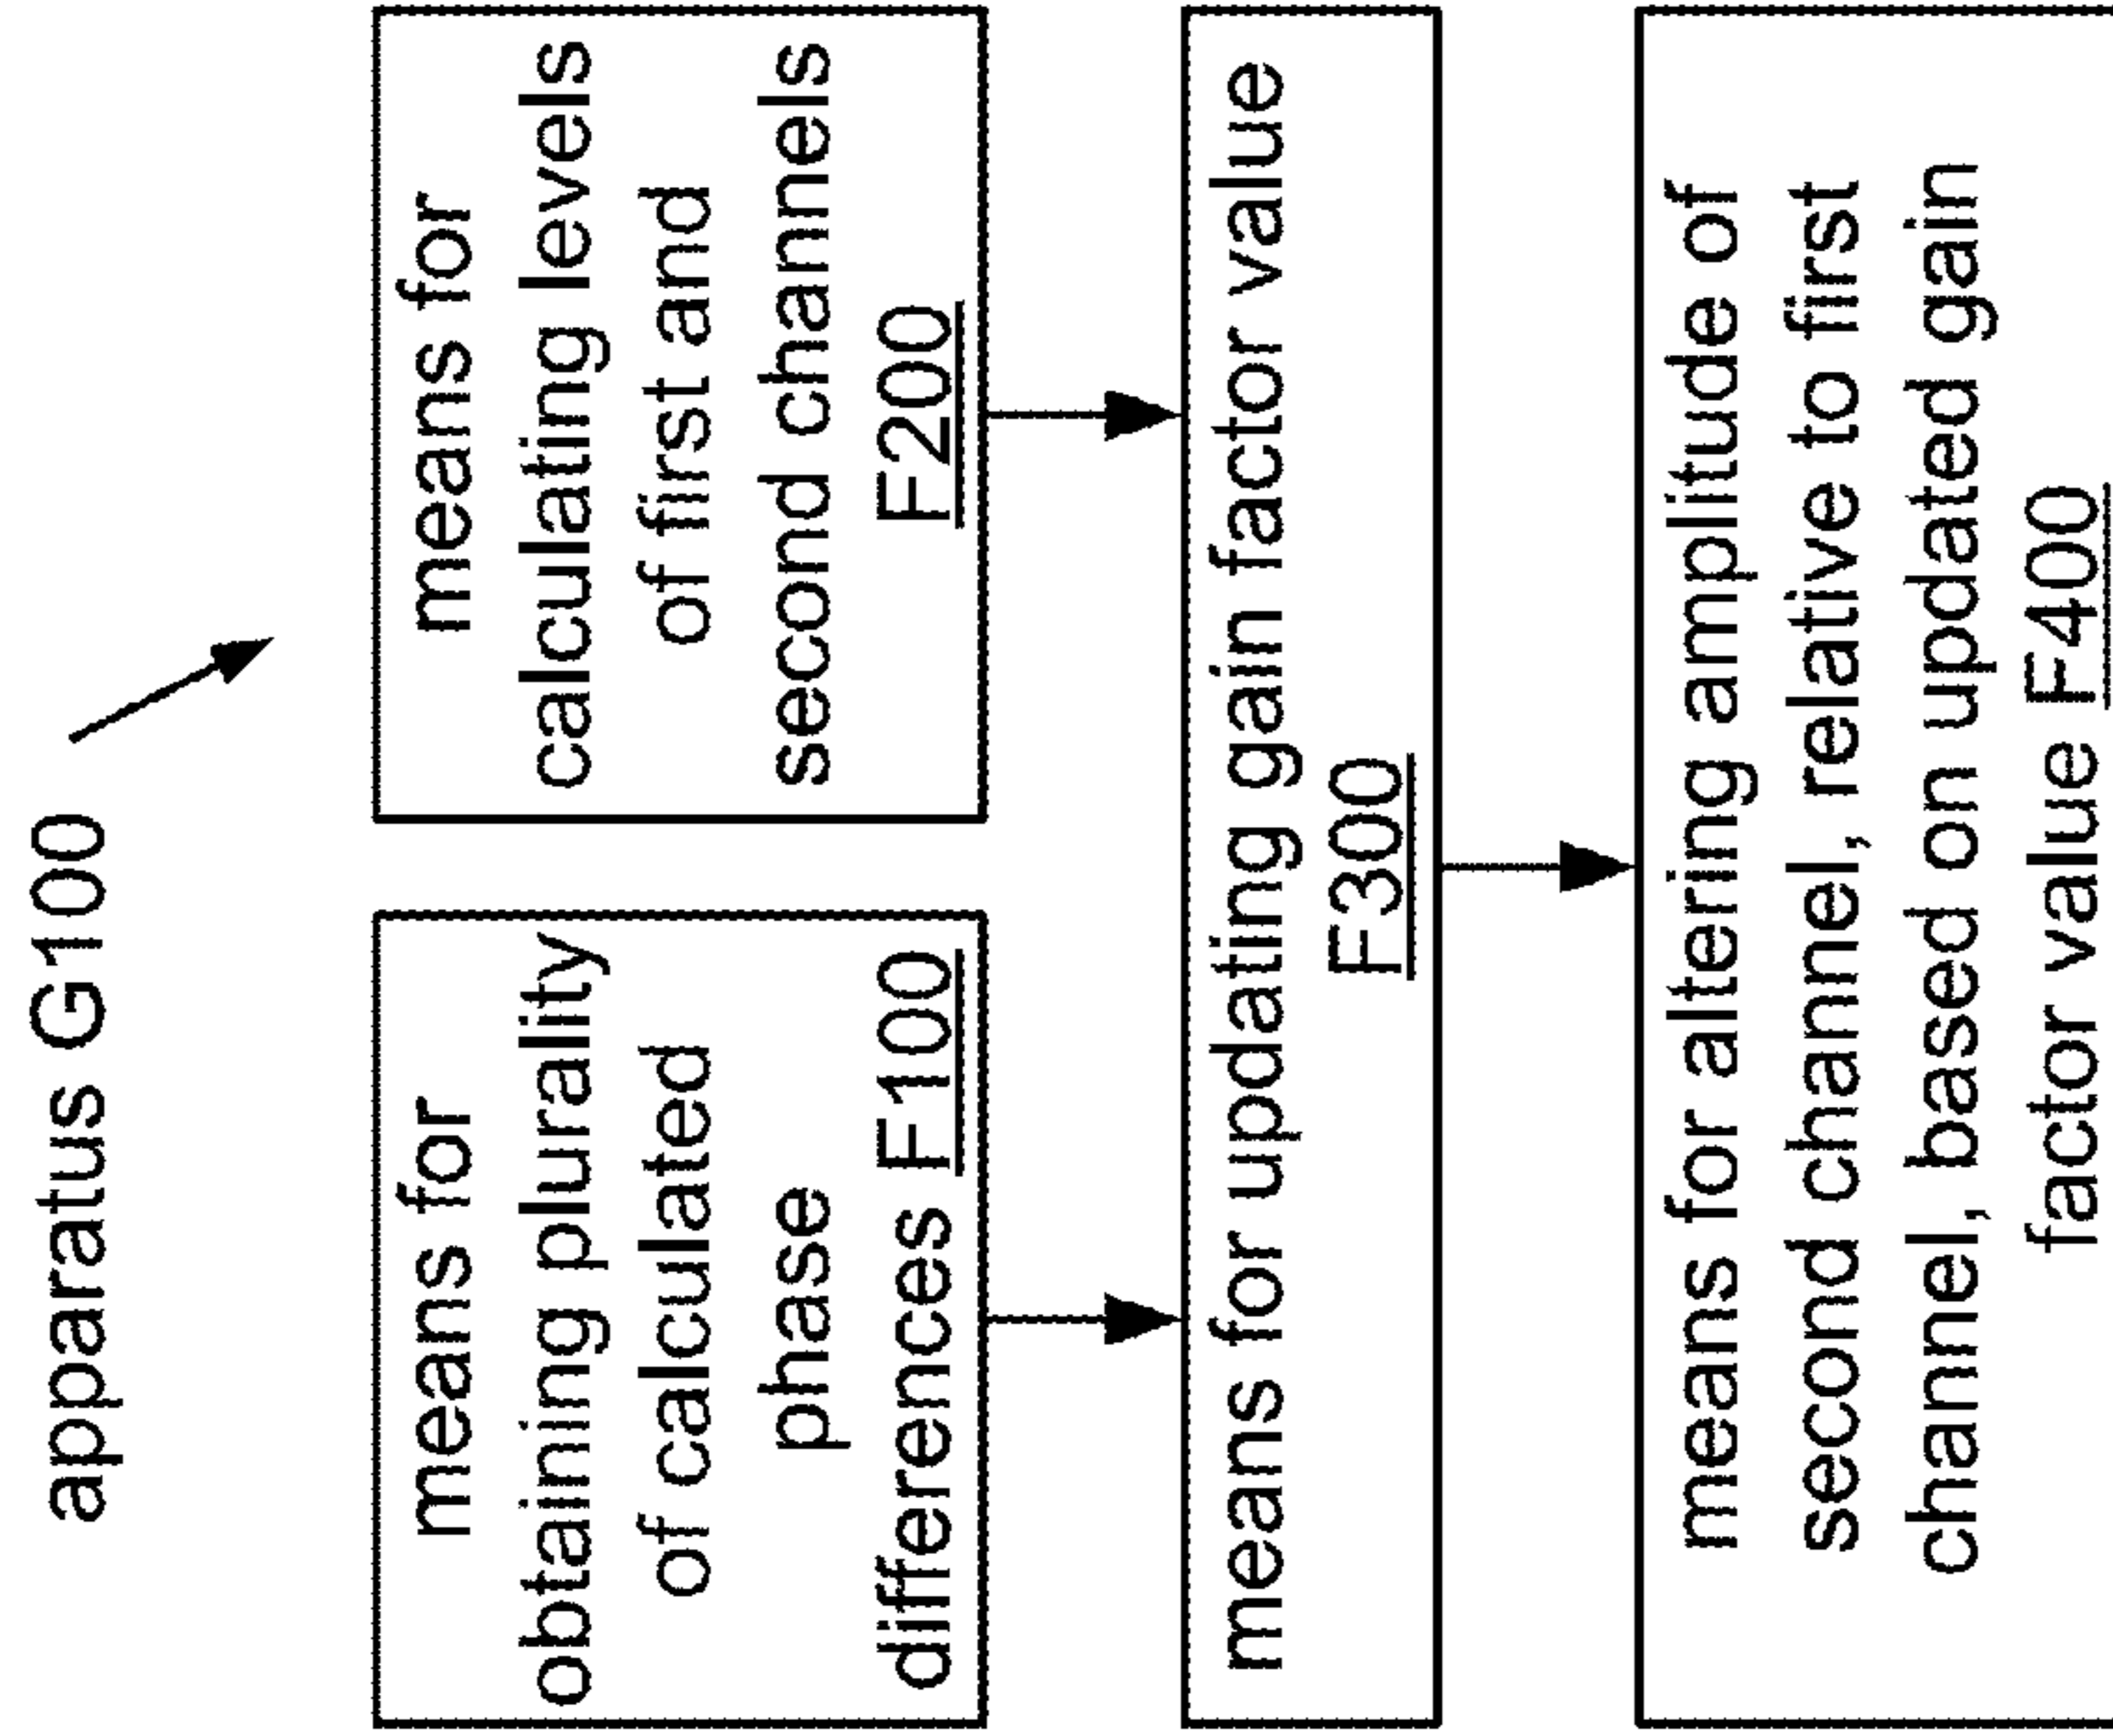 apparatus G100
means for
obtaining plurality
of calculated
phase
differences F100
means for
calculating levels
of first and
second channels
F200
means for updating gain factor value
F300
means for altering amplitude of
second channel, relative to first
channel, based on updated gain
factor value F400